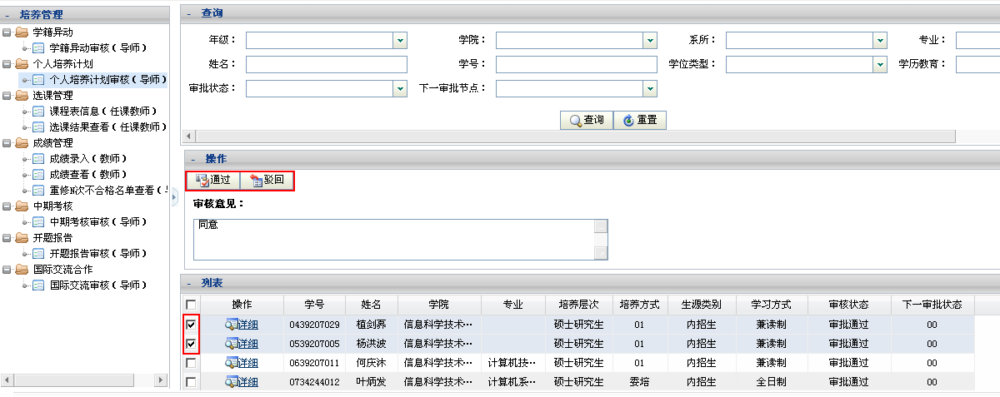 - 培养管理
学籍异动
学籍异动审核(导师)
个人培养计划
个人培养计划审核(导师)
选课管理
课程表信息(任课教师)
选课结果查看(任课教师)
成绩管理
成绩录入(教师)
成绩查看(教师)
重修N次不合格名单查看(
中期考核
中期考核审核(导师)
开题报告
开题报告审核(导师)
国际交流合作
国际交流审核(导师)
- 查询
年级： 学院： 系所： 专业：
姓名： 学号： 学位类型： 学历教育：
审批状态： 下一审批节点：
查询 重置
- 操作
通过 驳回
审核意见：
同意
- 列表
操作 学号 姓名 学院 专业 培养层次 培养方式 生源类别 学习方式 审核状态 下一审批状态
详细 0439207029 植剑 信息科学技术… 硕士研究生 01 内招生 兼读制 审批通过 00
详细 0539207005 杨洪波 信息科学技术… 硕士研究生 01 内招生 兼读制 审批通过 00
详细 0639207011 何庆 信息科学技术… 计算机技… 硕士研究生 01 内招生 兼读制 审批通过 00
详细 0734244012 叶炳发 信息科学技术… 计算机系… 硕士研究生 委培 内招生 全日制 审批通过 00